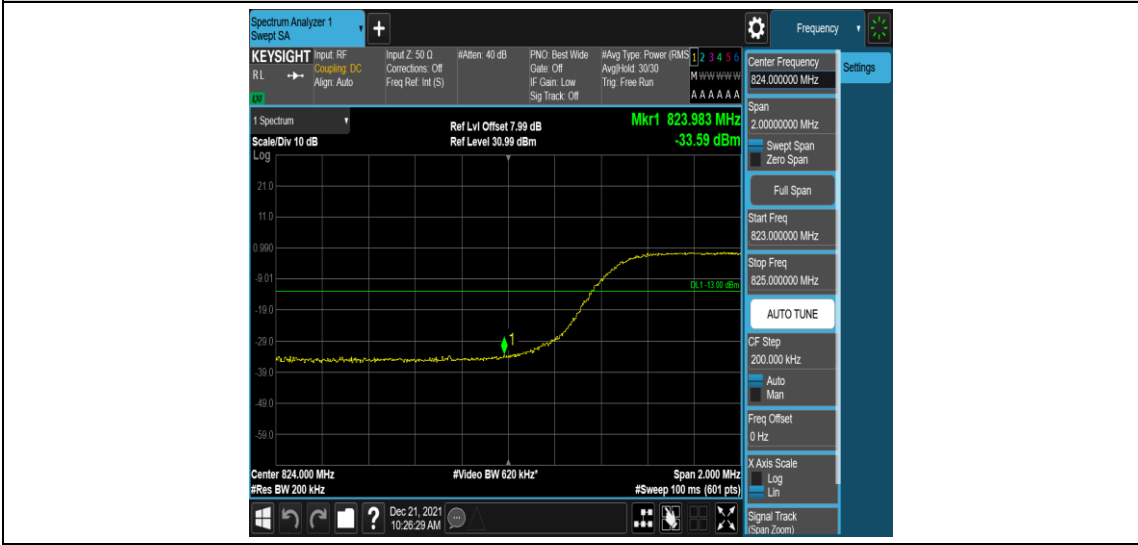 Spectrum Analyzer 1
Swept SA
+
Frequency
KEYSIGHT
RL
LXI
Input: RF
Coupling: DC
Align: Auto
Input Z: 50 Ω
Corrections: Off
Freq Ref: Int (S)
#Atten: 40 dB
PNO: Best Wide
Gate: Off
IF Gain: Low
Sig Track: Off
#Avg Type: Power (RMS
Avg|Hold: 30/30
Trig: Free Run
1 2 3 4 5 6
M W W W W W
A A A A A A
1 Spectrum
Scale/Div 10 dB
Log
Ref Lvl Offset 7.99 dB
Ref Level 30.99 dBm
Mkr1 823.983 MHz
-33.59 dBm
21.0
11.0
0.990
-9.01
-19.0
-29.0
-39.0
-49.0
-59.0
DL1 -13.00 dBm
1
Center 824.000 MHz
#Res BW 200 kHz
#Video BW 620 kHz*
Span 2.000 MHz
#Sweep 100 ms (601 pts)
?
Dec 21, 2021
10:26:29 AM
Center Frequency
824.000000 MHz
Settings
Span
2.00000000 MHz
Swept Span
Zero Span
Full Span
Start Freq
823.000000 MHz
Stop Freq
825.000000 MHz
AUTO TUNE
CF Step
200.000 kHz
Auto
Man
Freq Offset
0 Hz
X Axis Scale
Log
Lin
Signal Track
(Span Zoom)